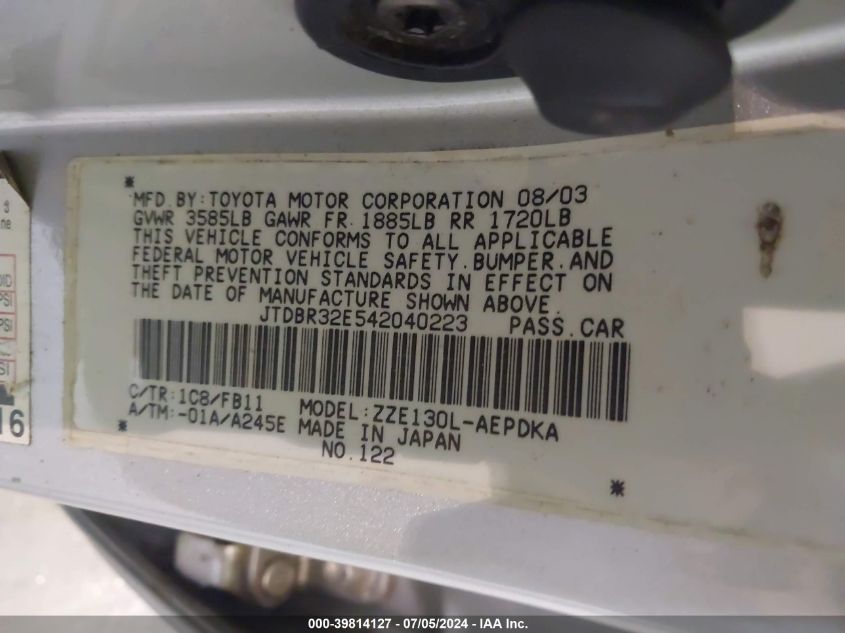 MFD.BY:TOYOTA MOTOR CORPORATION 08/03
GVWR 3585LB GAWR FR.1885LB RR 1720LB
THIS VEHICLE CONFORMS TO ALL APPLICABLE
FEDERAL MOTOR VEHICLE SAFETY,BUMPER,AND
THEFT PREVENTION STANDARDS IN EFFECT ON
THE DATE OF MANUFACTURE SHOWN ABOVE.
JTDBR32E542040223 PASS.CAR
C/TR:1C8/FB11 MODEL:ZZE130L-AEPDKA
A/TM:-01A/A245E MADE IN JAPAN
NO.122
PSI
PSI
16
000-39814127 - 07/05/2024 - IAA Inc.